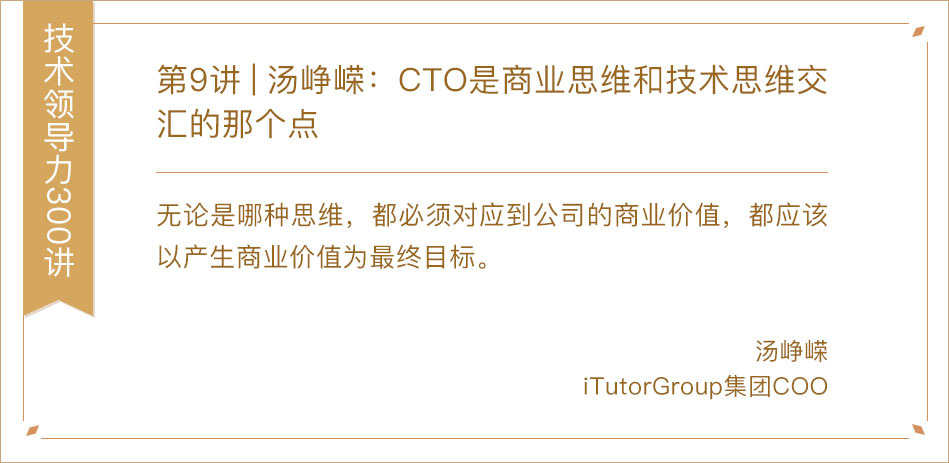 技术领导力300讲
第9讲 | 汤峥嵘：CTO是商业思维和技术思维交
汇的那个点
无论是哪种思维，都必须对应到公司的商业价值，都应该
以产生商业价值为最终目标。
汤峥嵘
iTutorGroup集团COO